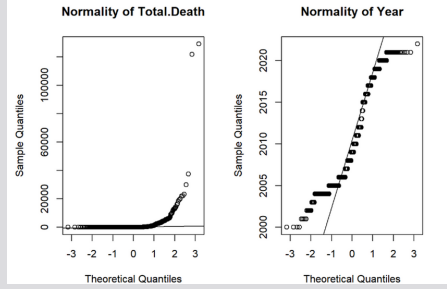 Normality of Total.Death
Sample Quantiles
0 20000 60000 100000
-3 -2 -1 0 1 2 3
Theoretical Quantiles
Normality of Year
Sample Quantiles
2000 2005 2010 2015 2020
-3 -2 -1 0 1 2 3
Theoretical Quantiles